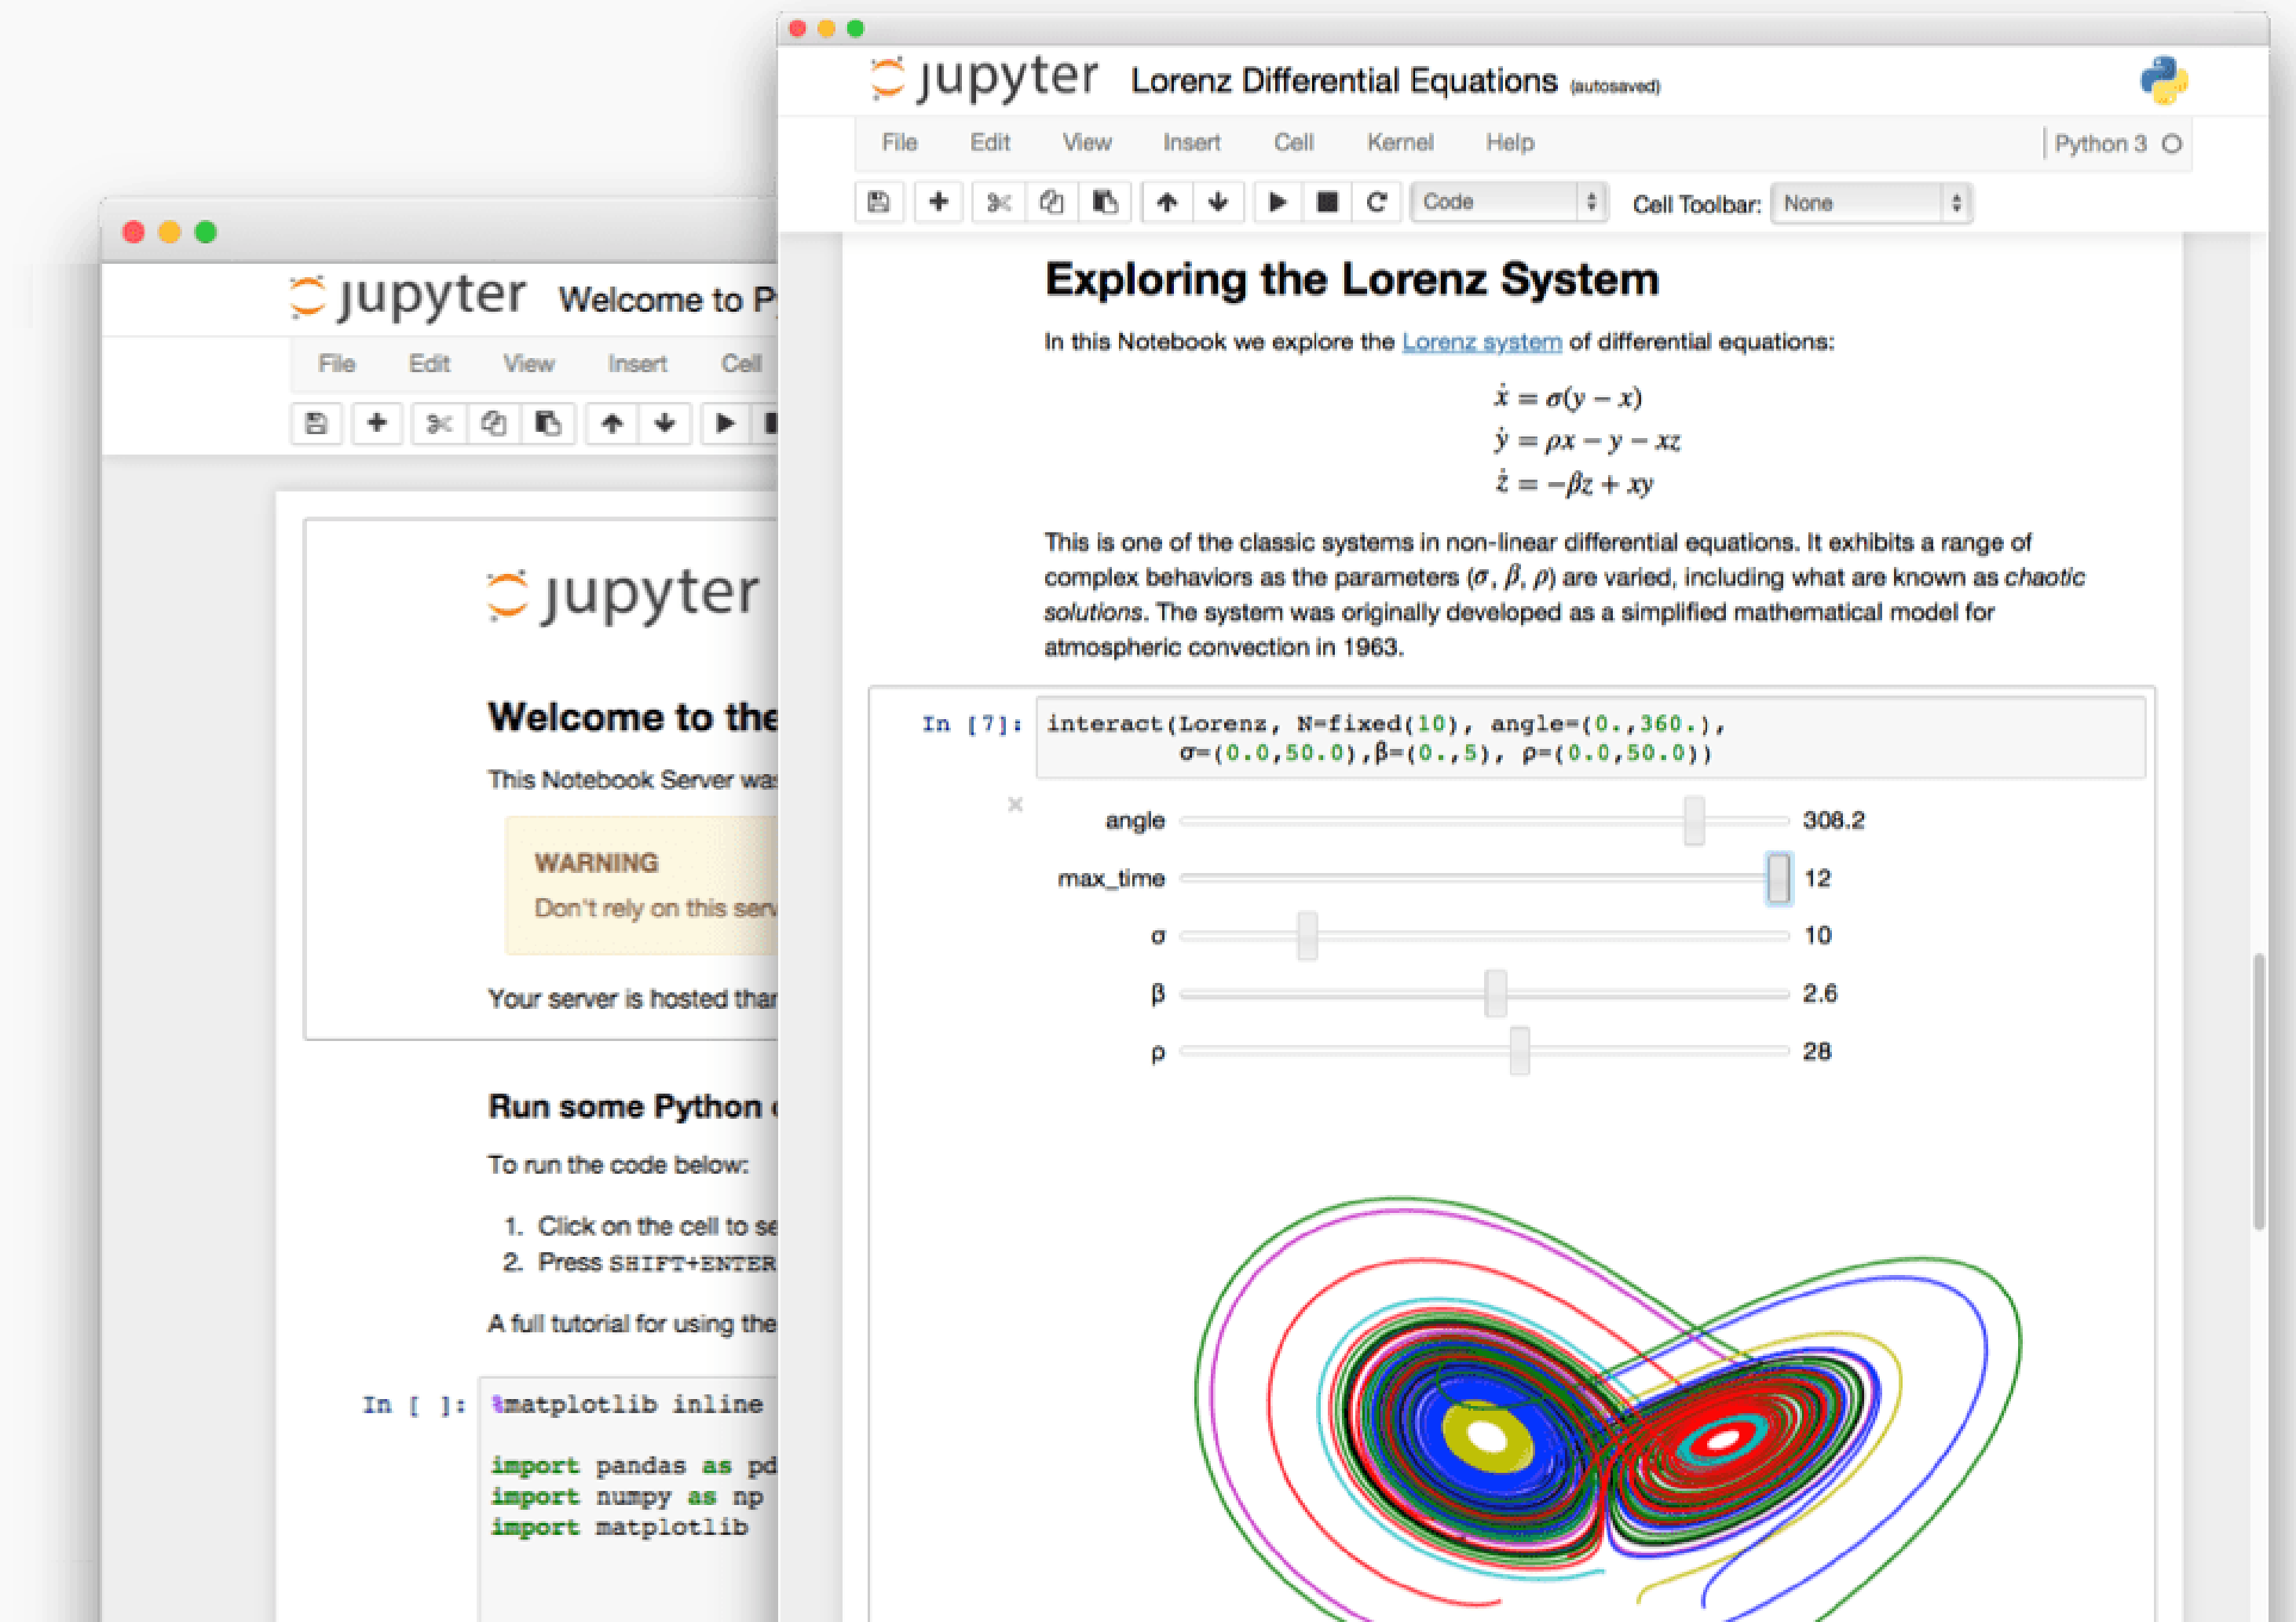 jupyter Lorenz Differential Equations (autosaved)
File Edit View Insert Cell Kernel Help Python 3
Code Cell Toolbar: None
Exploring the Lorenz System
In this Notebook we explore the Lorenz system of differential equations:
ẋ = σ(y − x)
ẏ = ρx − y − xz
ż = −βz + xy
This is one of the classic systems in non-linear differential equations. It exhibits a range of
complex behaviors as the parameters (σ, β, ρ) are varied, including what are known as chaotic
solutions. The system was originally developed as a simplified mathematical model for
atmospheric convection in 1963.
In [7]: interact(Lorenz, N=fixed(10), angle=(0.,360.),
σ=(0.0,50.0),β=(0.,5), ρ=(0.0,50.0))
×
angle 308.2
max_time 12
σ 10
β 2.6
ρ 28
jupyter Welcome to P
File Edit View Insert Cell
jupyter
Welcome to the
This Notebook Server was
WARNING
Don't rely on this serv
Your server is hosted than
Run some Python
To run the code below:
1. Click on the cell to se
2. Press SHIFT+ENTER
A full tutorial for using the
In [ ]: %matplotlib inline
import pandas as pd
import numpy as np
import matplotlib